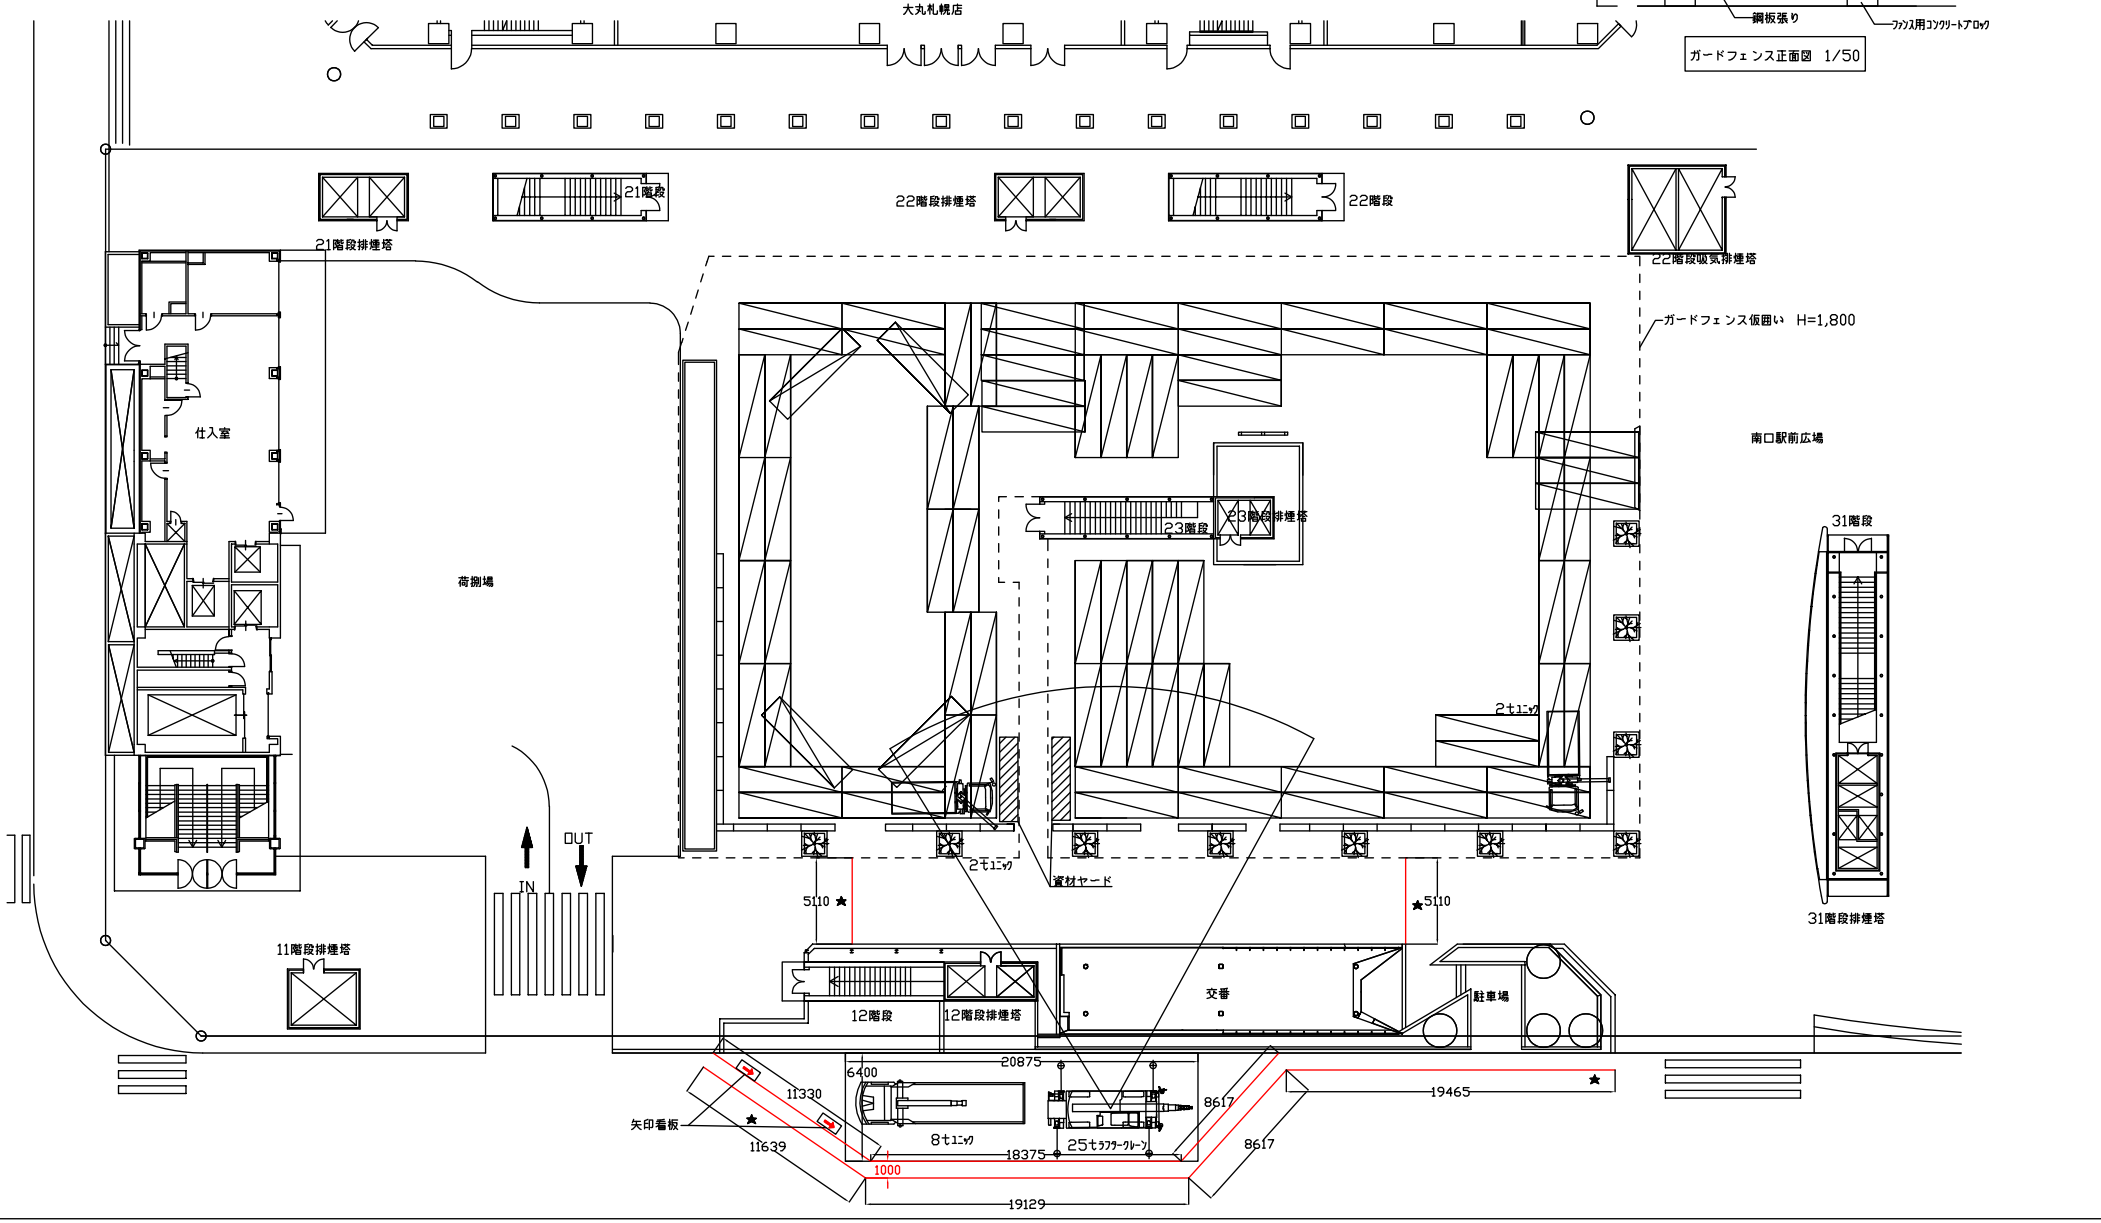 大丸札幌店
鋼板張り
ﾌｧﾝｽ用ｺﾝｸﾘｰﾄﾌﾞﾛｯｸ
ガードフェンス正面図 1/50
21階段
22階段排煙塔
22階段
21階段排煙塔
22階段吸気排煙塔
ガードフェンス仮囲い H=1,800
仕入室
南口駅前広場
23階段
23階段排煙塔
31階段
荷捌場
2tﾕﾆｯｸ
OUT
IN
2tﾕﾆｯｸ
資材ヤード
5110 ★
★ 5110
31階段排煙塔
11階段排煙塔
交番
駐車場
12階段
12階段排煙塔
20875
6400
11330
19465
★
8617
矢印看板
★
11639
8tﾕﾆｯｸ
25tﾗﾌﾀｰｸﾚｰﾝ
8617
18375
1000
19129